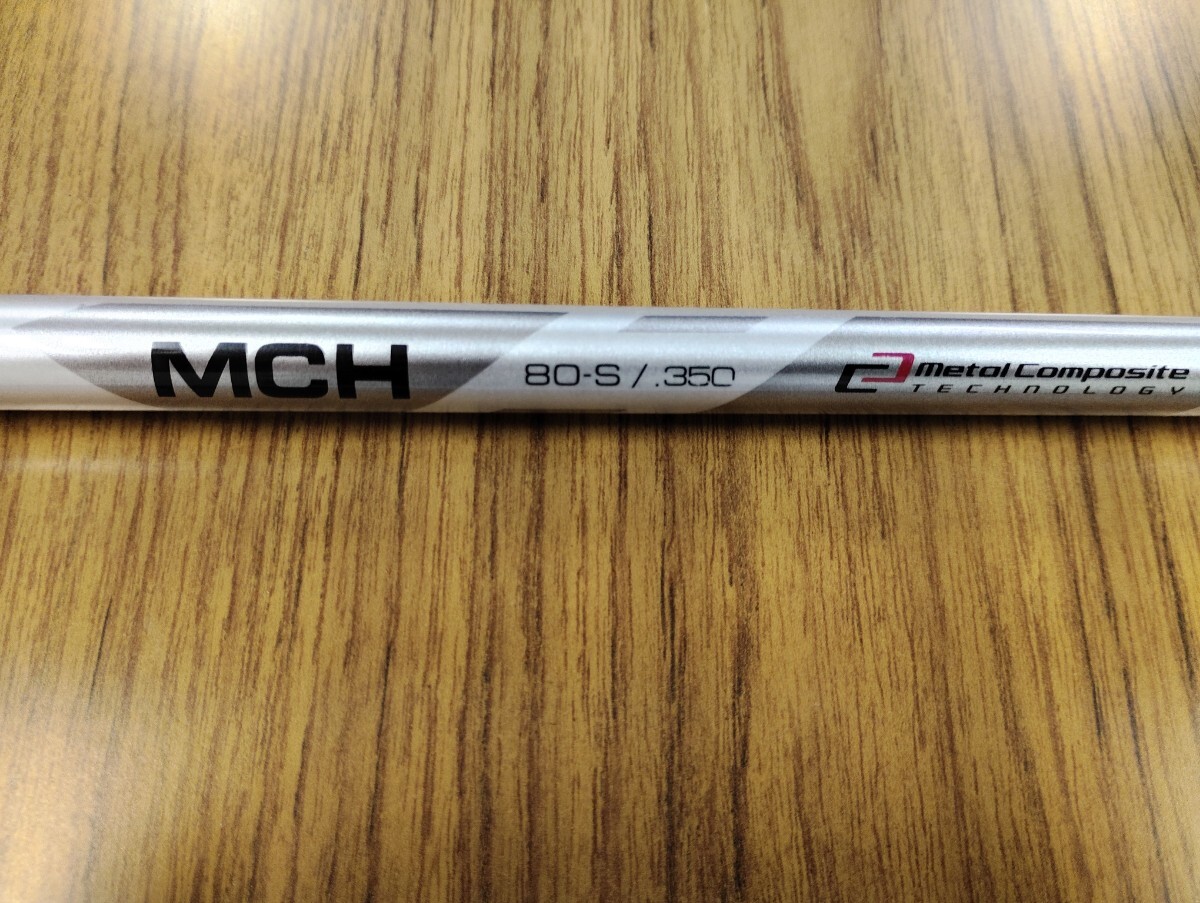 MCH 80-S / .350 Metal Composite
TECHNOLOGY